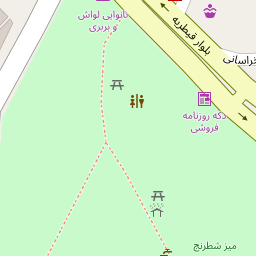 نانوایی لواش
و بربری
بلوار قیطریه
خراسانی
دکه روزنامه
فروشی
میز شطرنج